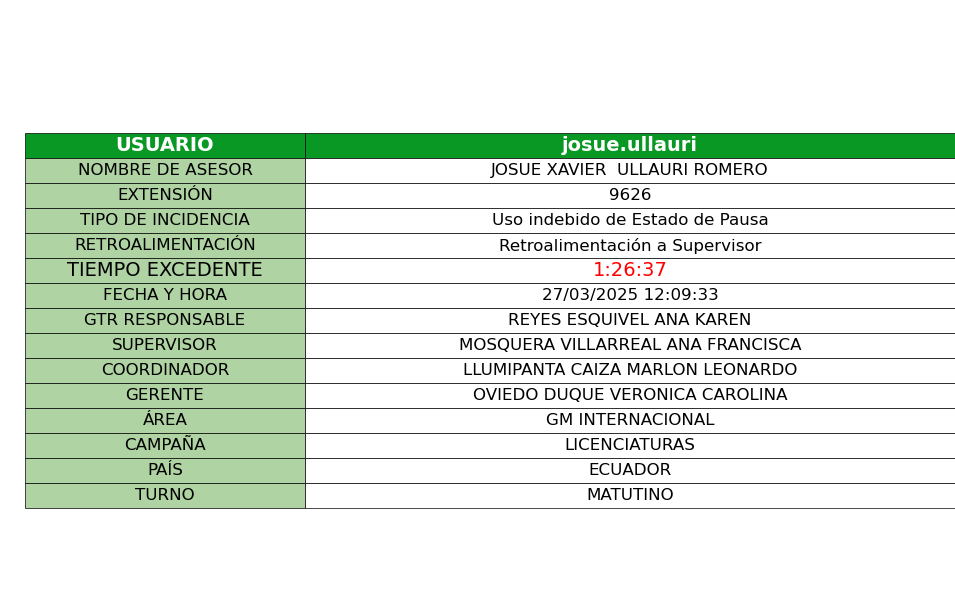 USUARIO josue.ullauri
NOMBRE DE ASESOR JOSUE XAVIER  ULLAURI ROMERO
EXTENSIÓN 9626
TIPO DE INCIDENCIA Uso indebido de Estado de Pausa
RETROALIMENTACIÓN Retroalimentación a Supervisor
TIEMPO EXCEDENTE 1:26:37
FECHA Y HORA 27/03/2025 12:09:33
GTR RESPONSABLE REYES ESQUIVEL ANA KAREN
SUPERVISOR MOSQUERA VILLARREAL ANA FRANCISCA
COORDINADOR LLUMIPANTA CAIZA MARLON LEONARDO
GERENTE OVIEDO DUQUE VERONICA CAROLINA
ÁREA GM INTERNACIONAL
CAMPAÑA LICENCIATURAS
PAÍS ECUADOR
TURNO MATUTINO